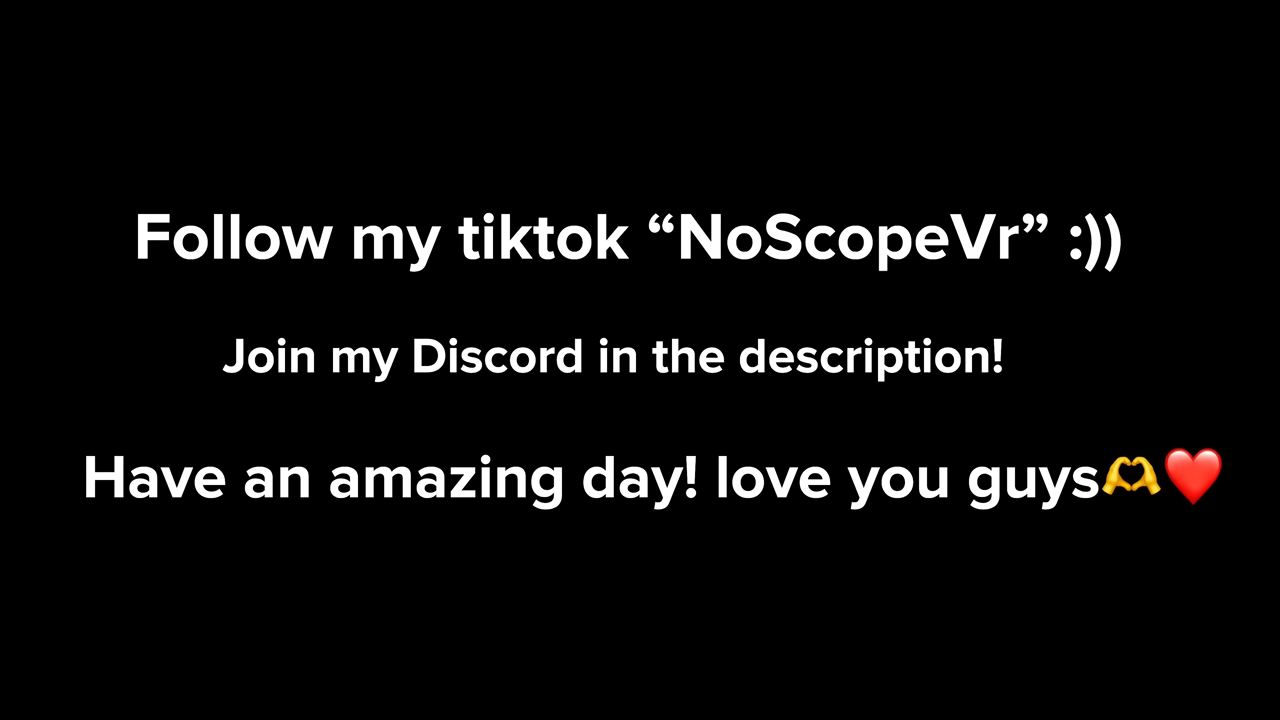 Follow my tiktok “NoScopeVr” :))
Join my Discord in the description!
Have an amazing day! love you guys🫶❤️